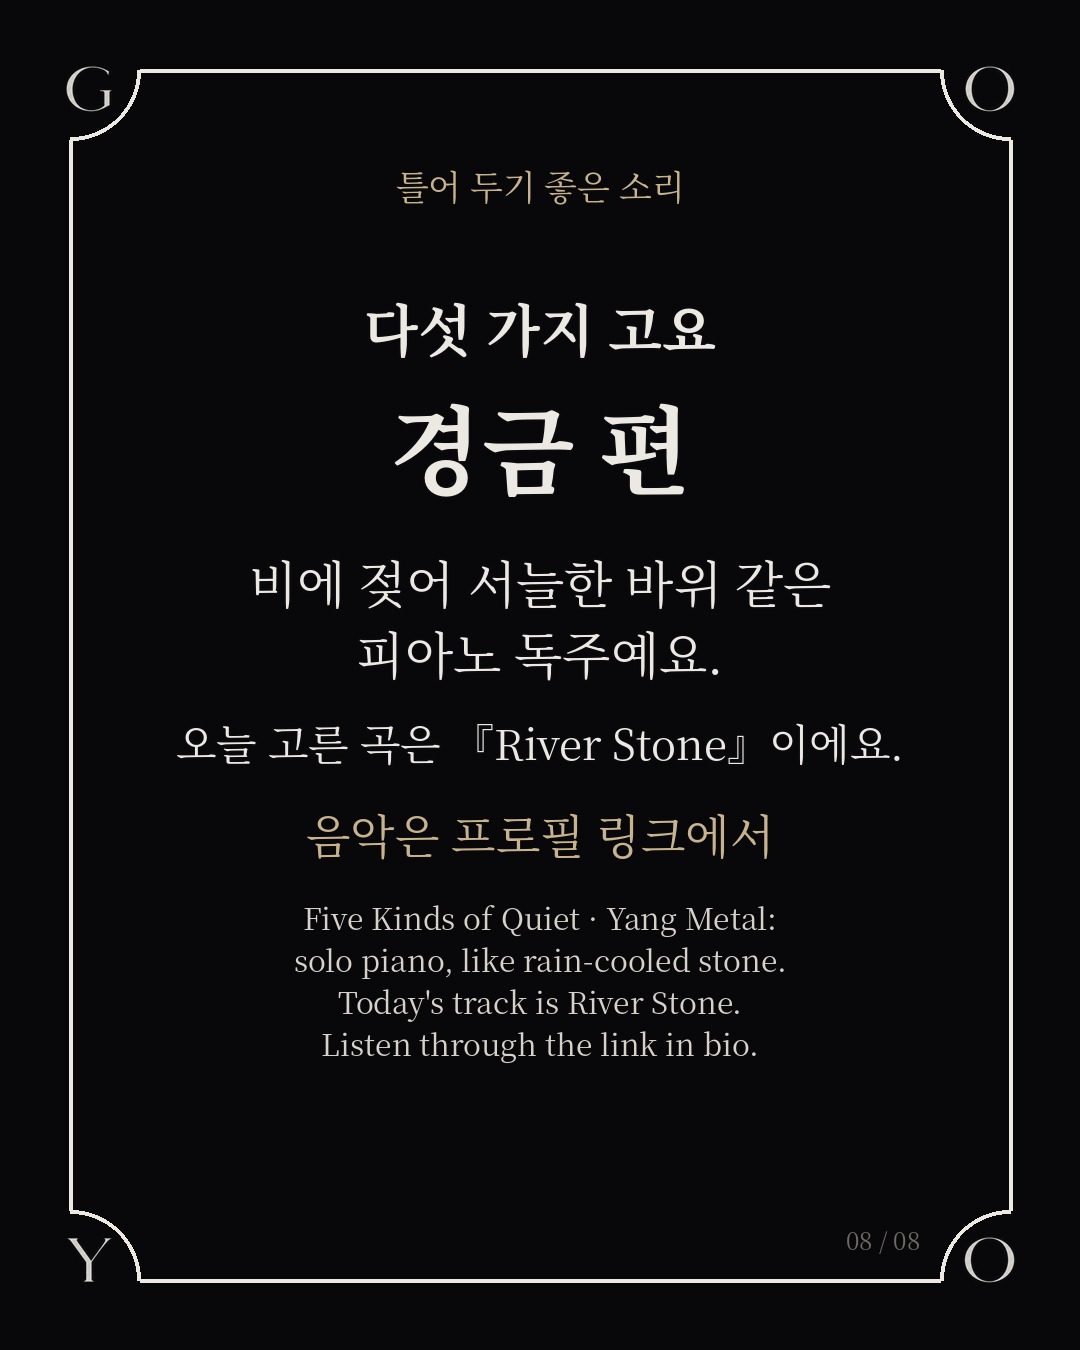 G O
틀어 두기 좋은 소리
다섯 가지 고요
경금 편
비에 젖어 서늘한 바위 같은
피아노 독주예요.
오늘 고른 곡은 『River Stone』이에요.
음악은 프로필 링크에서
Five Kinds of Quiet · Yang Metal:
solo piano, like rain-cooled stone.
Today's track is River Stone.
Listen through the link in bio.
08 / 08
Y O